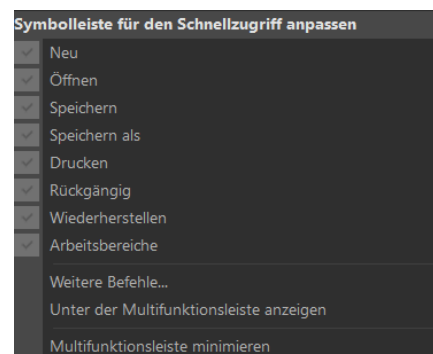 Symbolleiste für den Schnellzugriff anpassen
Neu
Öffnen
Speichern
Speichern als
Drucken
Rückgängig
Wiederherstellen
Arbeitsbereiche
Weitere Befehle...
Unter der Multifunktionsleiste anzeigen
Multifunktionsleiste minimieren